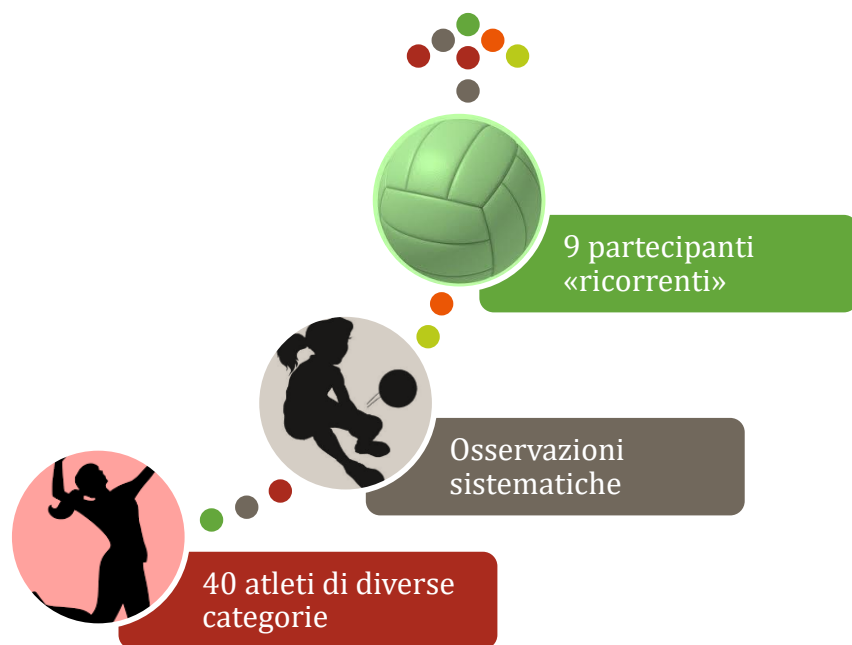 9 partecipanti
«ricorrenti»
Osservazioni
sistematiche
40 atleti di diverse
categorie